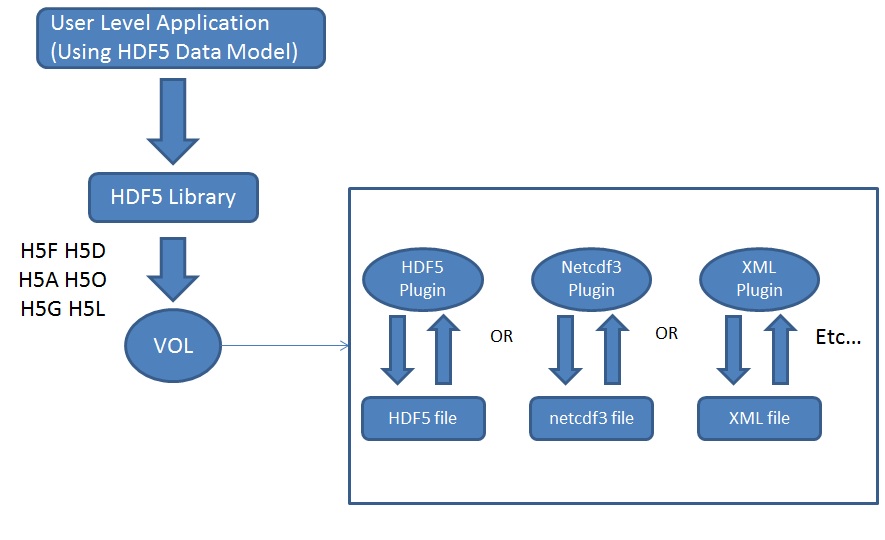 User Level Application
(Using HDF5 Data Model)
HDF5 Library
H5F H5D
H5A H5O
H5G H5L
VOL
HDF5
Plugin
OR
Netcdf3
Plugin
OR
XML
Plugin
Etc...
HDF5 file
netcdf3 file
XML file